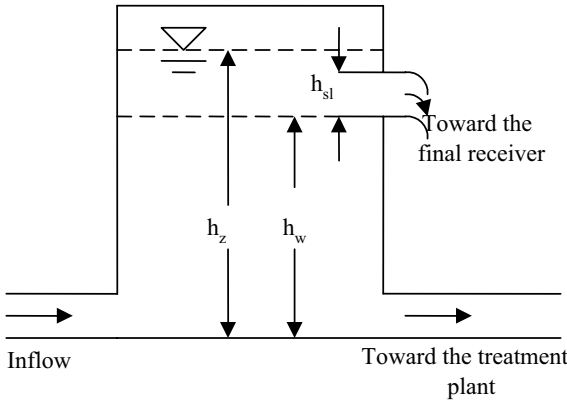 h_sl
Toward the
final receiver
h_z
h_w
Inflow
Toward the treatment
plant